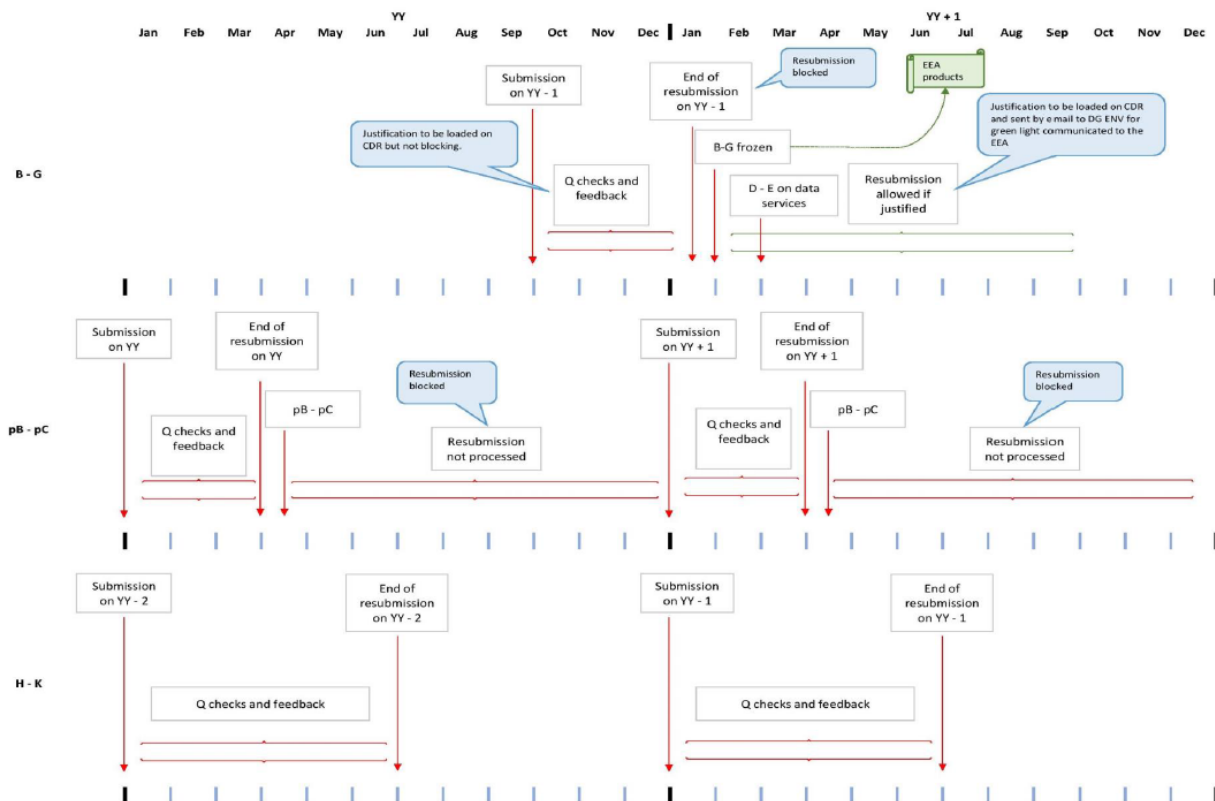 YY
YY + 1
Jan Feb Mar Apr May Jun Jul Aug Sep Oct Nov Dec Jan Feb Mar Apr May Jun Jul Aug Sep Oct Nov Dec
B - G
Submission
on YY - 1
Justification to be loaded on
CDR but not blocking.
Q checks and
feedback
End of
resubmission
on YY - 1
Resubmission
blocked
B-G frozen
D - E on data
services
EEA
products
Justification to be loaded on CDR
and sent by email to DG ENV for
green light communicated to the
EEA
Resubmission
allowed if
justified
pB - pC
Submission
on YY
Q checks and
feedback
End of
resubmission
on YY
pB - pC
Resubmission
blocked
Resubmission
not processed
Submission
on YY + 1
Q checks and
feedback
End of
resubmission
on YY + 1
pB - pC
Resubmission
blocked
Resubmission
not processed
H - K
Submission
on YY - 2
Q checks and feedback
End of
resubmission
on YY - 2
Submission
on YY - 1
Q checks and feedback
End of
resubmission
on YY - 1